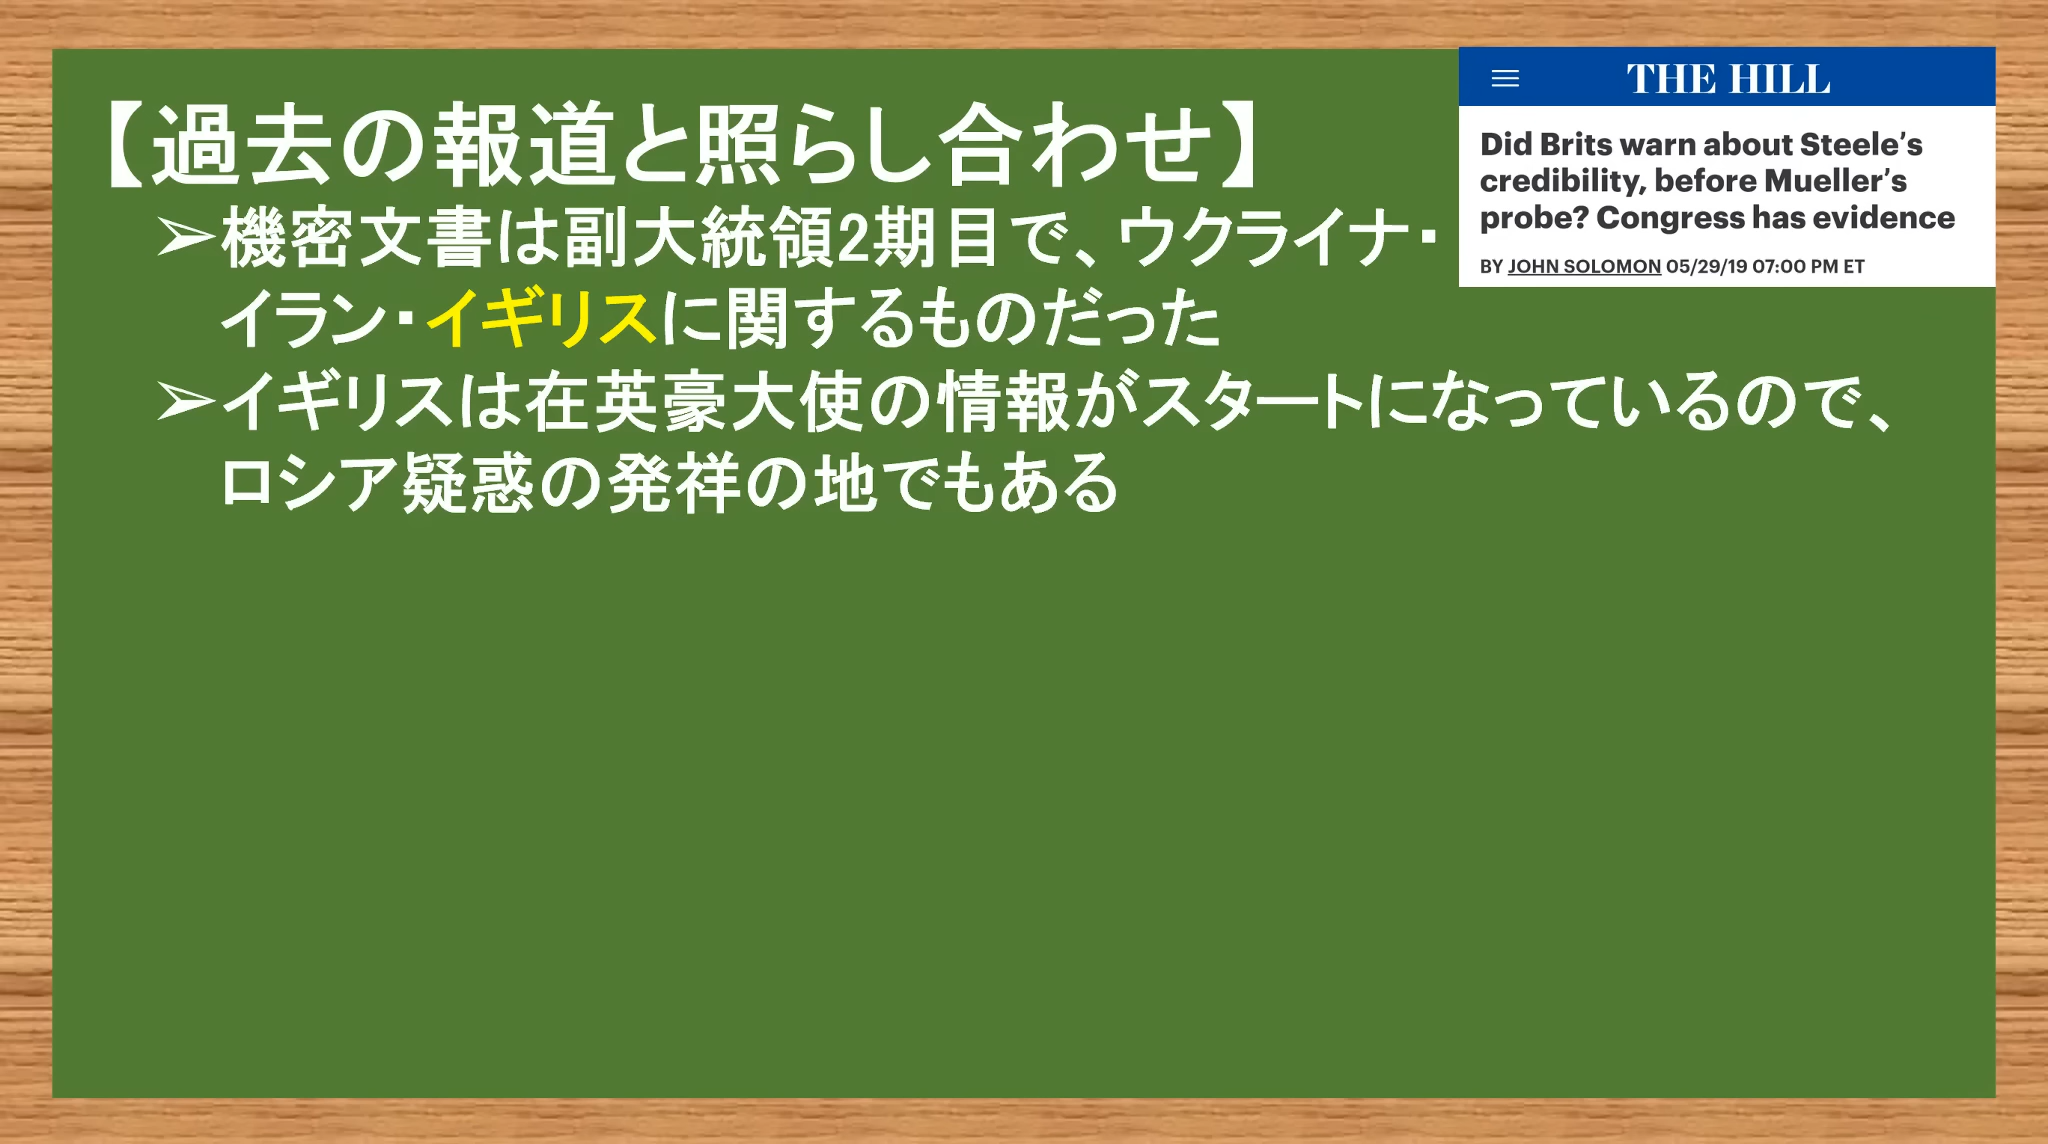 【過去の報道と照らし合わせ】
➢機密文書は副大統領2期目で、ウクライナ・
イラン・イギリスに関するものだった
➢イギリスは在英豪大使の情報がスタートになっているので、
ロシア疑惑の発祥の地でもある
THE HILL
Did Brits warn about Steele's
credibility, before Mueller's
probe? Congress has evidence
BY JOHN SOLOMON 05/29/19 07:00 PM ET